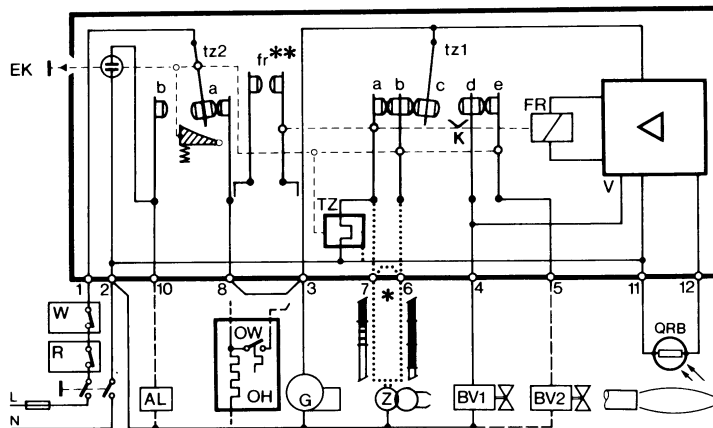 tz2
fr**
tz1
EK
b
a
a
b
c
d
e
FR
K
V
TZ
1
2
10
8
3
7
*
6
4
5
11
12
W
R
OW
OH
QRB
L
N
AL
G
Z
BV1
BV2